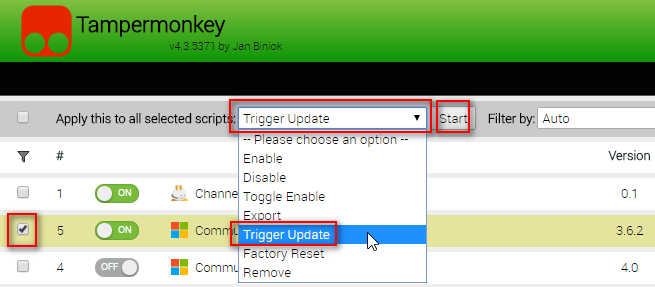 Tampermonkey
v4.3.5371 by Jan Biniok
Apply this to all selected scripts: Trigger Update Start Filter by: Auto
-- Please choose an option --
Enable
Disable
Toggle Enable
Export
Trigger Update
Factory Reset
Remove
# Version
1 ON Channe 0.1
5 ON Commu 3.6.2
4 OFF Commu 4.0